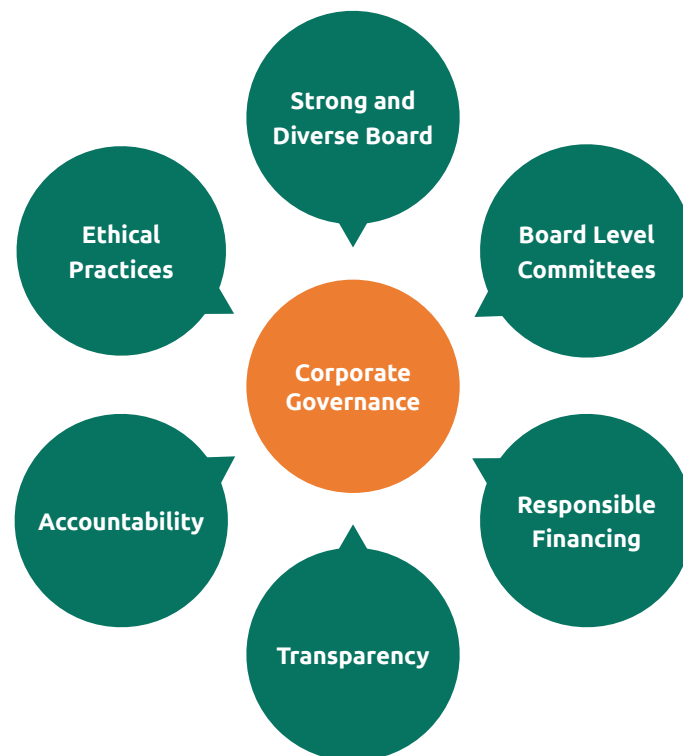 Strong and
Diverse Board
Ethical
Practices
Board Level
Committees
Corporate
Governance
Accountability
Responsible
Financing
Transparency